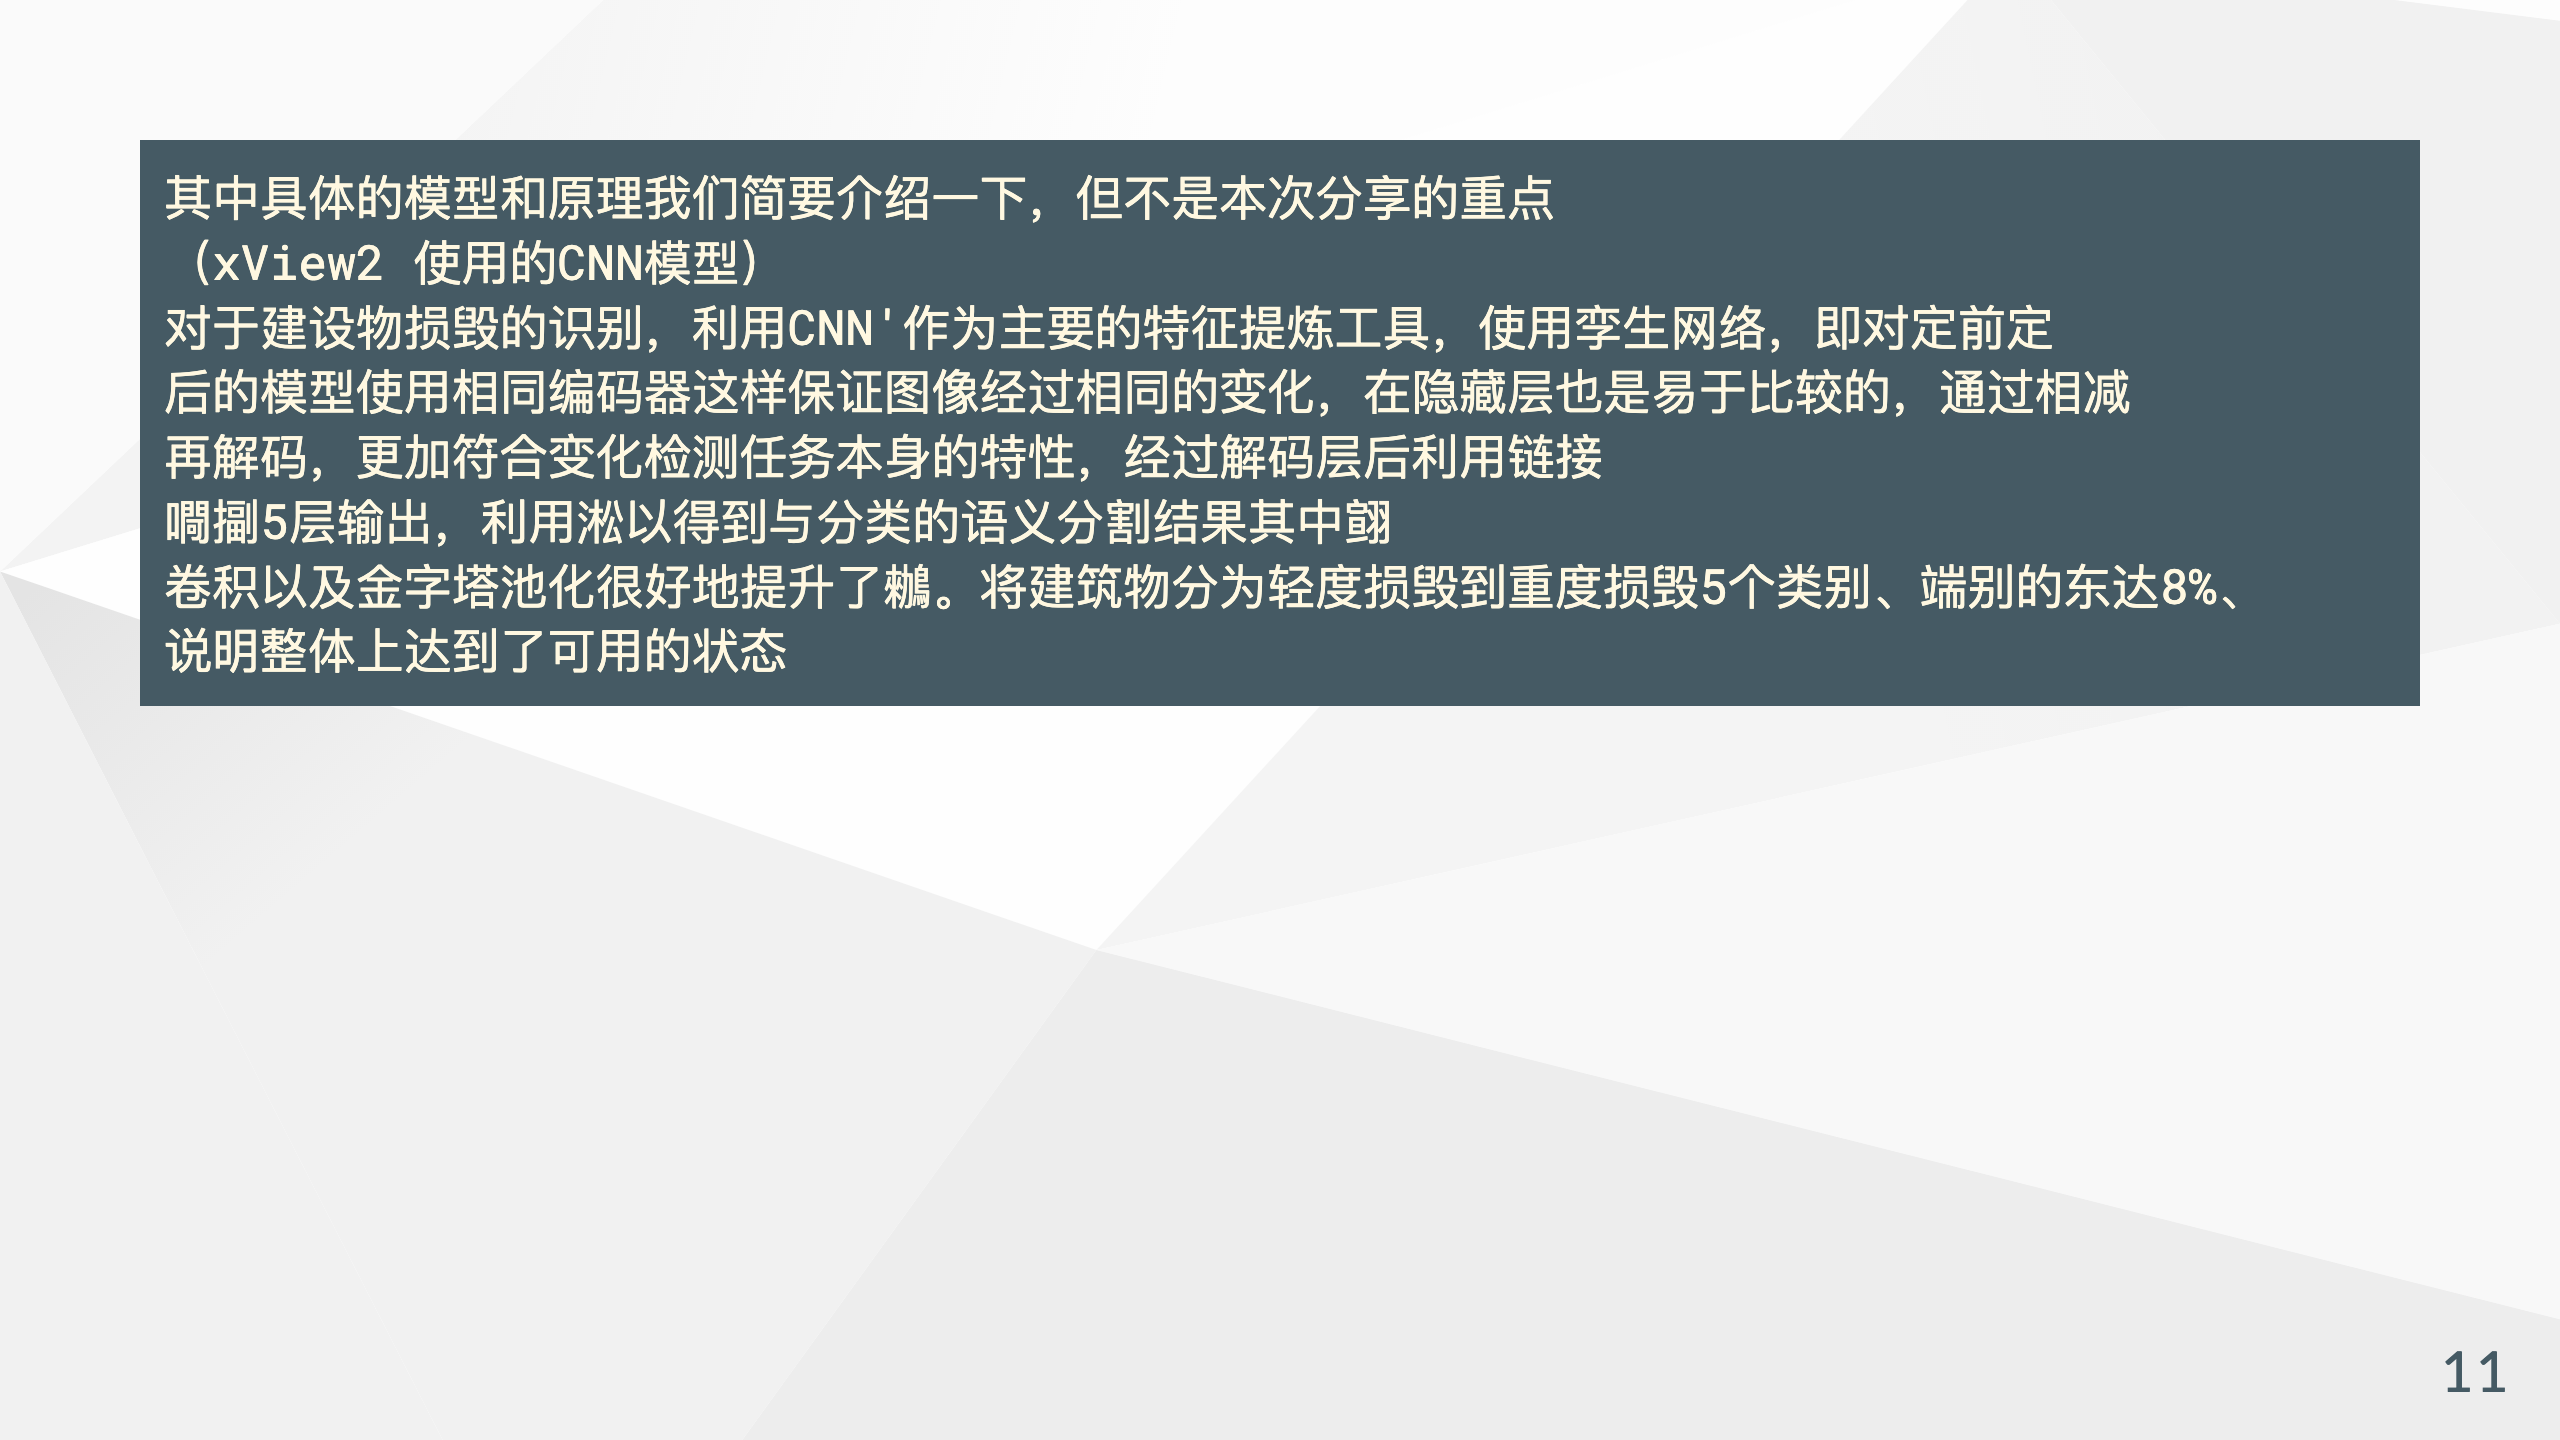 其中具体的模型和原理我们简要介绍一下，但不是本次分享的重点
（xView2 使用的CNN模型）
对于建设物损毁的识别，利用CNN'作为主要的特征提炼工具，使用孪生网络，即对定前定
后的模型使用相同编码器这样保证图像经过相同的变化，在隐藏层也是易于比较的，通过相减
再解码，更加符合变化检测任务本身的特性，经过解码层后利用链接
5层输出，利用淞以得到与分类的语义分割结果其中
卷积以及金字塔池化很好地提升了。将建筑物分为轻度损毁到重度损毁5个类别、端别的东达8%、
说明整体上达到了可用的状态
11